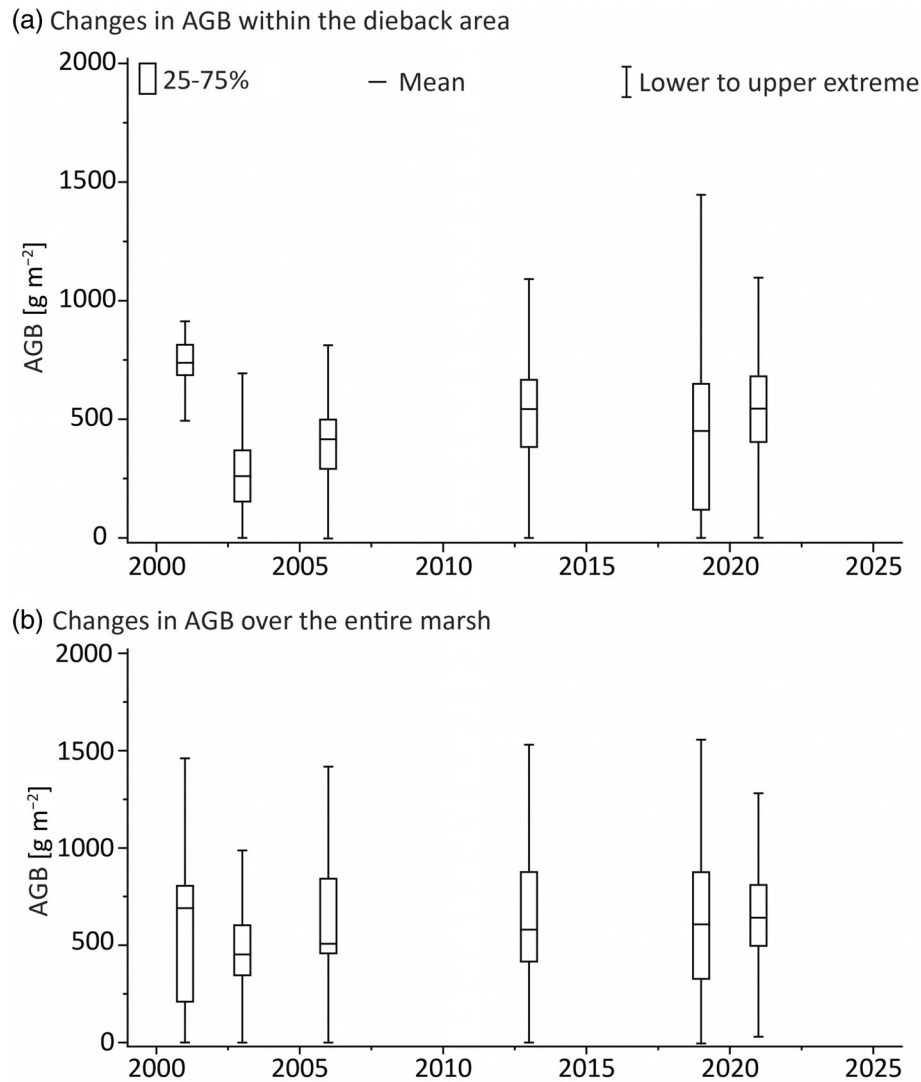 (a) Changes in AGB within the dieback area
2000
25-75% Mean Lower to upper extreme
1500
1000
AGB [g m⁻²]
500
0
2000 2005 2010 2015 2020 2025
(b) Changes in AGB over the entire marsh
2000
1500
1000
AGB [g m⁻²]
500
0
2000 2005 2010 2015 2020 2025